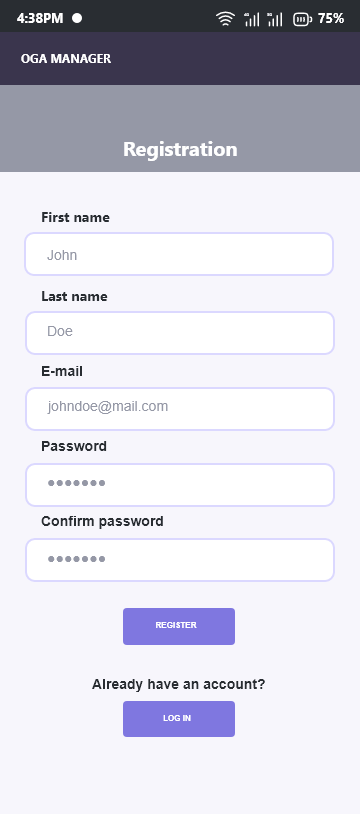 4:38PM 75%
OGA MANAGER
Registration
First name
John
Last name
Doe
E-mail
johndoe@mail.com
Password
•••••••
Confirm password
•••••••
REGISTER
Already have an account?
LOG IN